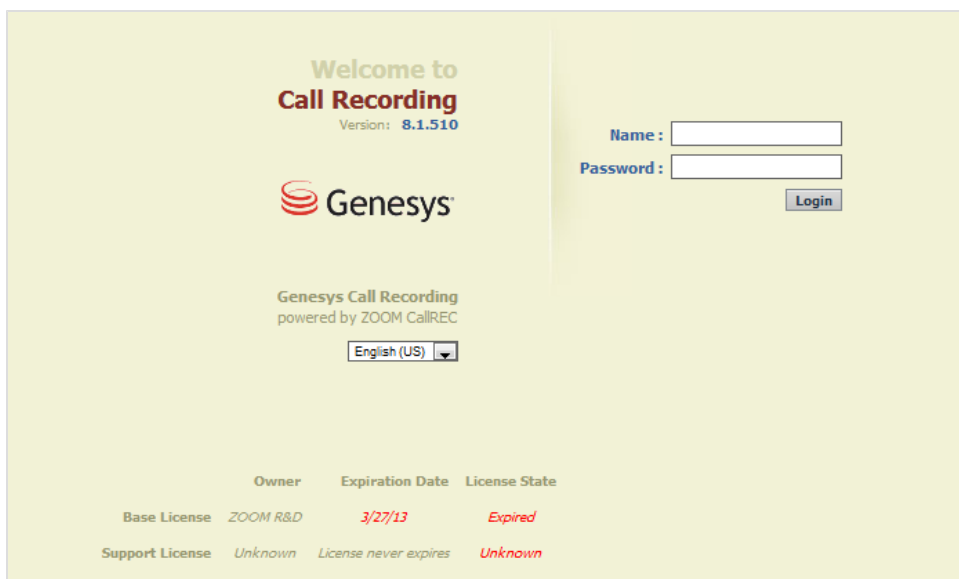 Welcome to
Call Recording
Version: 8.1.510
Genesys
Genesys Call Recording
powered by ZOOM CallREC
English (US)
Name :
Password :
Login
Owner Expiration Date License State
Base License ZOOM R&D 3/27/13 Expired
Support License Unknown License never expires Unknown